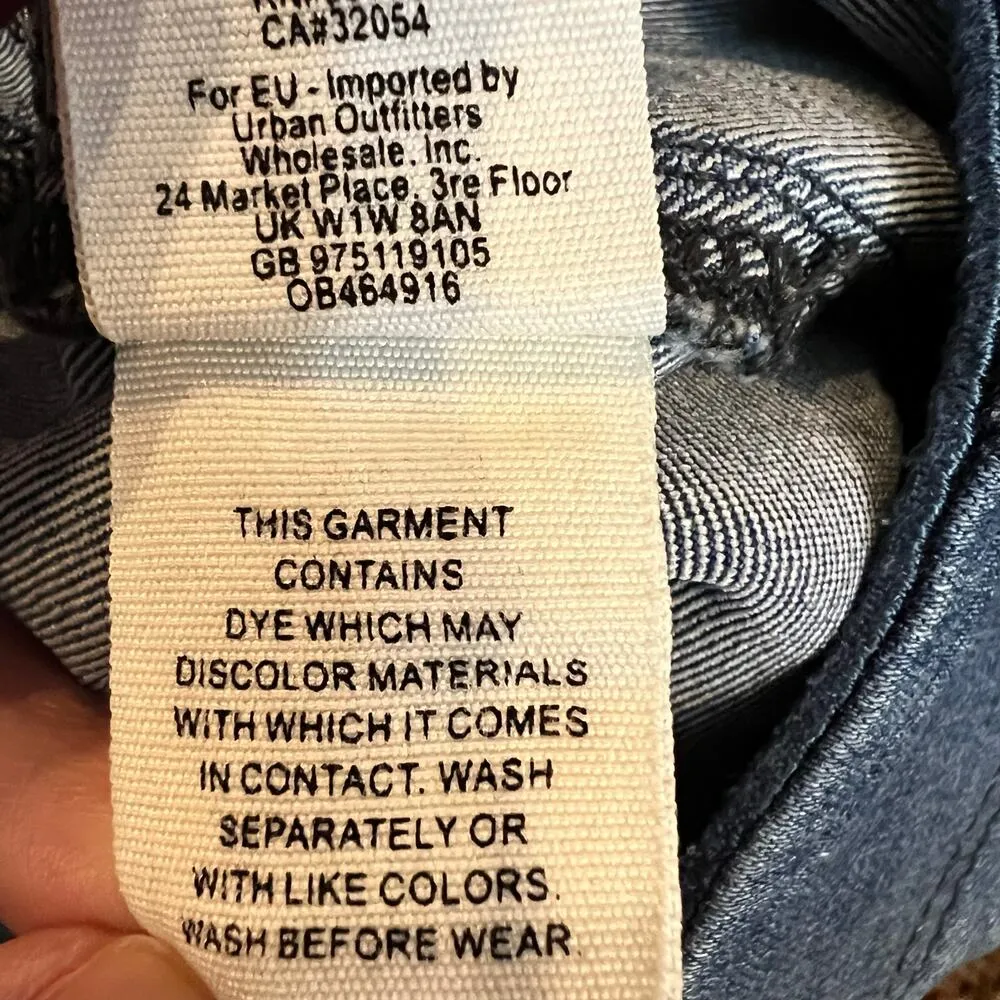 CA#32054
For EU - Imported by
Urban Outfitters
Wholesale. Inc.
24 Market Place, 3re Floor
UK W1W 8AN
GB 975119105
OB464916
THIS GARMENT
CONTAINS
DYE WHICH MAY
DISCOLOR MATERIALS
WITH WHICH IT COMES
IN CONTACT. WASH
SEPARATELY OR
WITH LIKE COLORS.
WASH BEFORE WEAR.